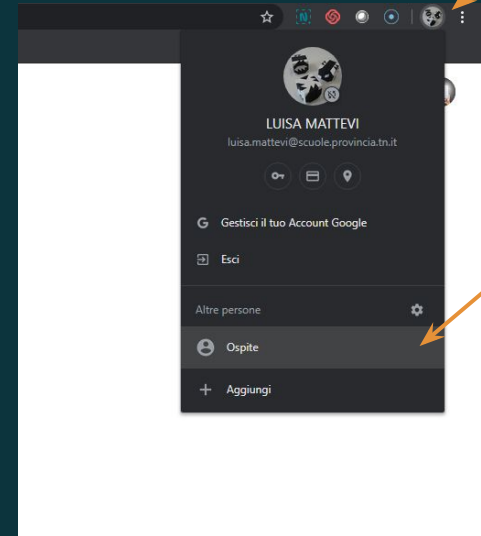 LUISA MATTEVI
luisa.mattevi@scuole.provincia.tn.it
G Gestisci il tuo Account Google
Esci
Altre persone
Ospite
Aggiungi